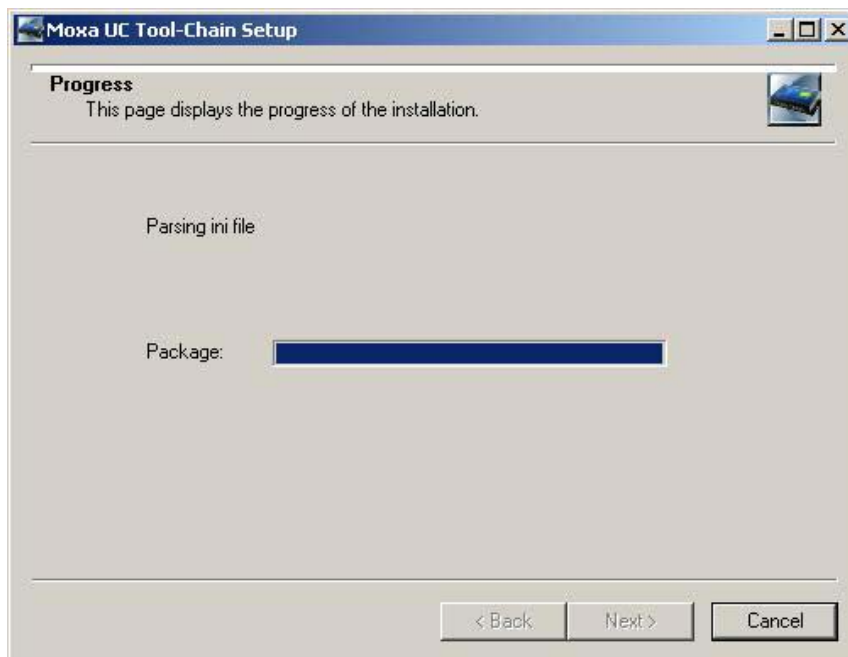 Moxa UC Tool-Chain Setup
Progress
This page displays the progress of the installation.
Parsing ini file
Package:
< Back
Next >
Cancel